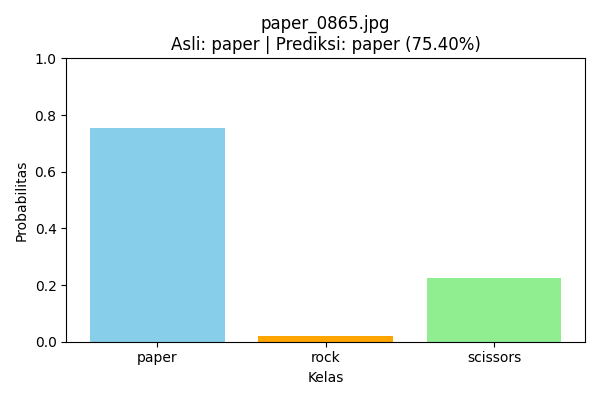 paper_0865.jpg
Asli: paper | Prediksi: paper (75.40%)
1.0
0.8
0.6
0.4
0.2
0.0
Probabilitas
paper rock scissors
Kelas